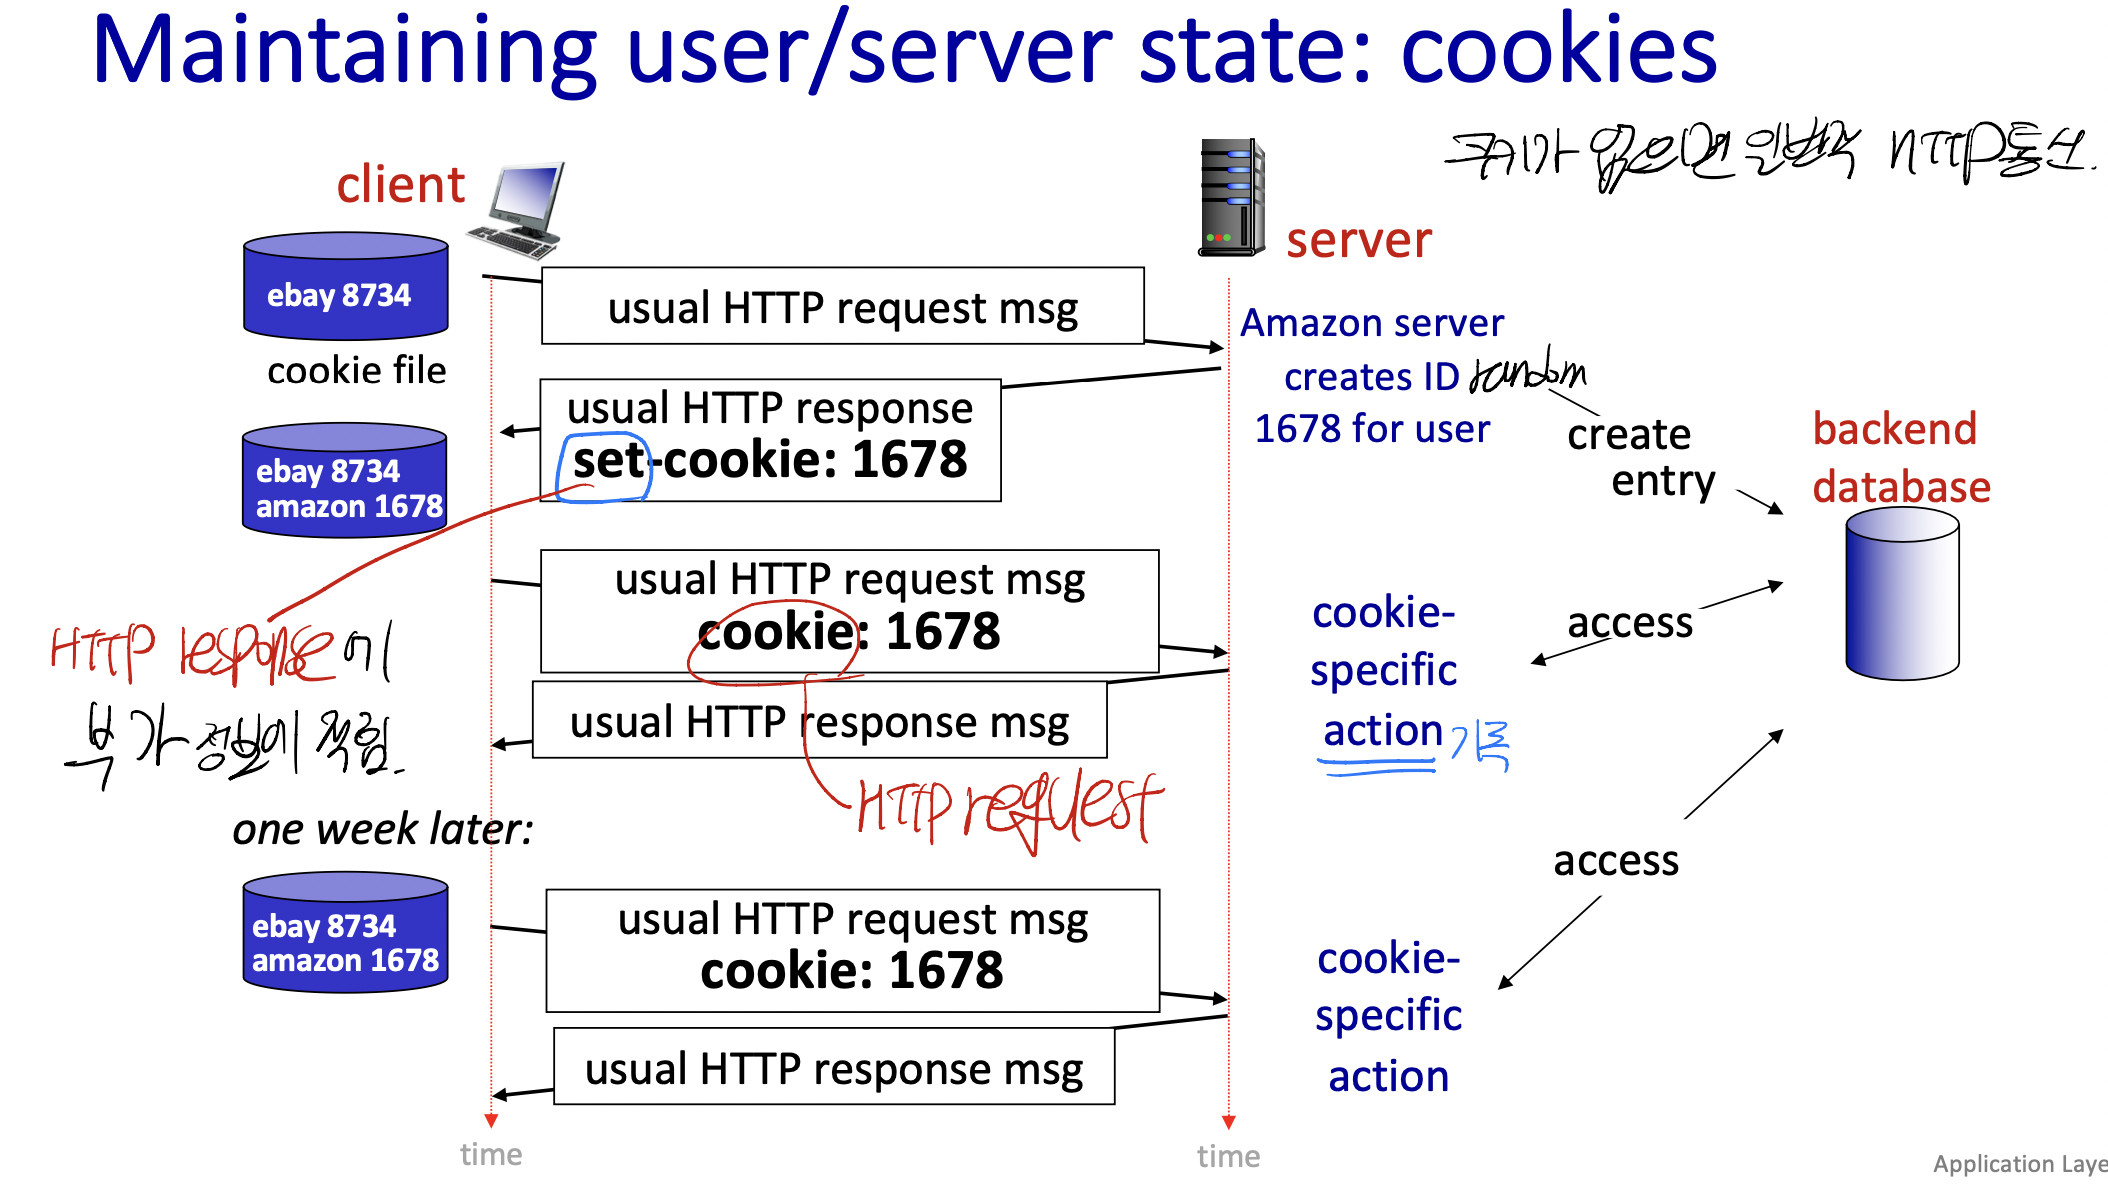 Maintaining user/server state: cookies
쿠키가 없으면 일반적 HTTP통신.
client
server
ebay 8734
cookie file
usual HTTP request msg
Amazon server
creates ID random
1678 for user
usual HTTP response
set-cookie: 1678
create
entry
backend
database
ebay 8734
amazon 1678
usual HTTP request msg
cookie: 1678
cookie-
specific
action 기록
access
HTTP response에
부가정보이 적힘.
usual HTTP response msg
HTTP request
one week later:
ebay 8734
amazon 1678
usual HTTP request msg
cookie: 1678
access
cookie-
specific
action
usual HTTP response msg
time
time
Application Laye